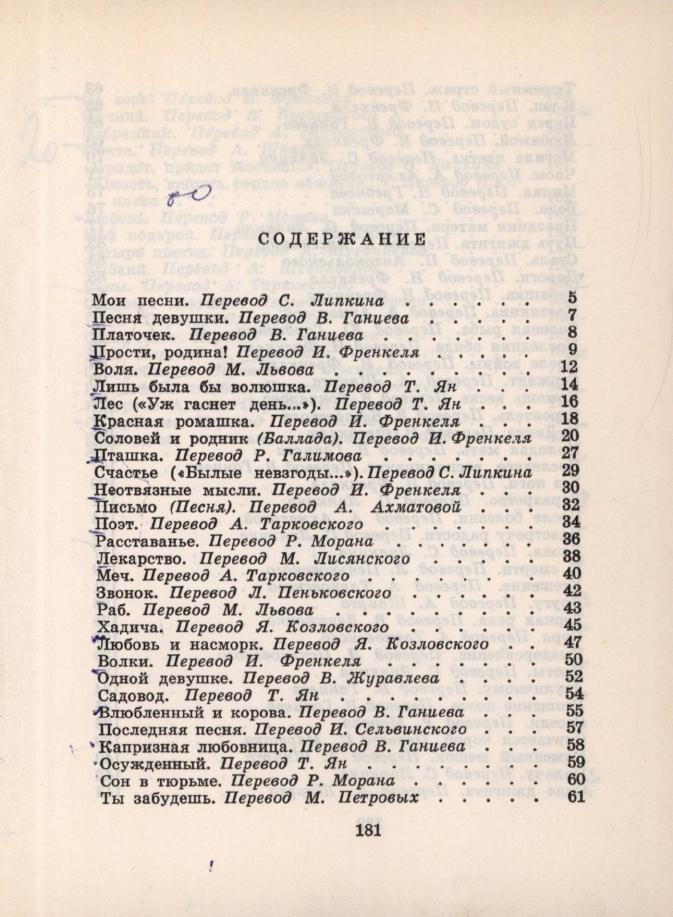 СОДЕРЖАНИЕ
Мои песни. Перевод С. Липкина . . . . . . 5
Песня девушки. Перевод В. Ганиева . . . . . 7
Платочек. Перевод В. Ганиева . . . . . . . 8
Прости, родина! Перевод И. Френкеля . . . . . 9
Воля. Перевод М. Львова . . . . . . . . 12
Лишь была бы волюшка. Перевод Т. Ян . . . . 14
Лес («Уж гаснет день...»). Перевод Т. Ян . . . 16
Красная ромашка. Перевод И. Френкеля . . . 18
Соловей и родник (Баллада). Перевод И. Френкеля 20
Пташка. Перевод Р. Галимова . . . . . . 27
Счастье («Былые невзгоды...»). Перевод С. Липкина 29
Неотвязные мысли. Перевод И. Френкеля . . . 30
Письмо (Песня). Перевод А. Ахматовой . . . 32
Поэт. Перевод А. Тарковского . . . . . . 34
Расставанье. Перевод Р. Морана . . . . . . 36
Лекарство. Перевод М. Лисянского . . . . . 38
Меч. Перевод А. Тарковского . . . . . . . 40
Звонок. Перевод Л. Пеньковского . . . . . 42
Раб. Перевод М. Львова . . . . . . . . 43
Хадича. Перевод Я. Козловского . . . . . . 45
Любовь и насморк. Перевод Я. Козловского . . 47
Волки. Перевод И. Френкеля . . . . . . . 50
Одной девушке. Перевод В. Журавлева . . . . 52
Садовод. Перевод Т. Ян . . . . . . . . 54
Влюбленный и корова. Перевод В. Ганиева . . . 55
Последняя песня. Перевод И. Сельвинского . . . 57
Капризная любовница. Перевод В. Ганиева . . . 58
Осужденный. Перевод Т. Ян . . . . . . . 59
Сон в тюрьме. Перевод Р. Морана . . . . . 60
Ты забудешь. Перевод М. Петровых . . . . . 61
181